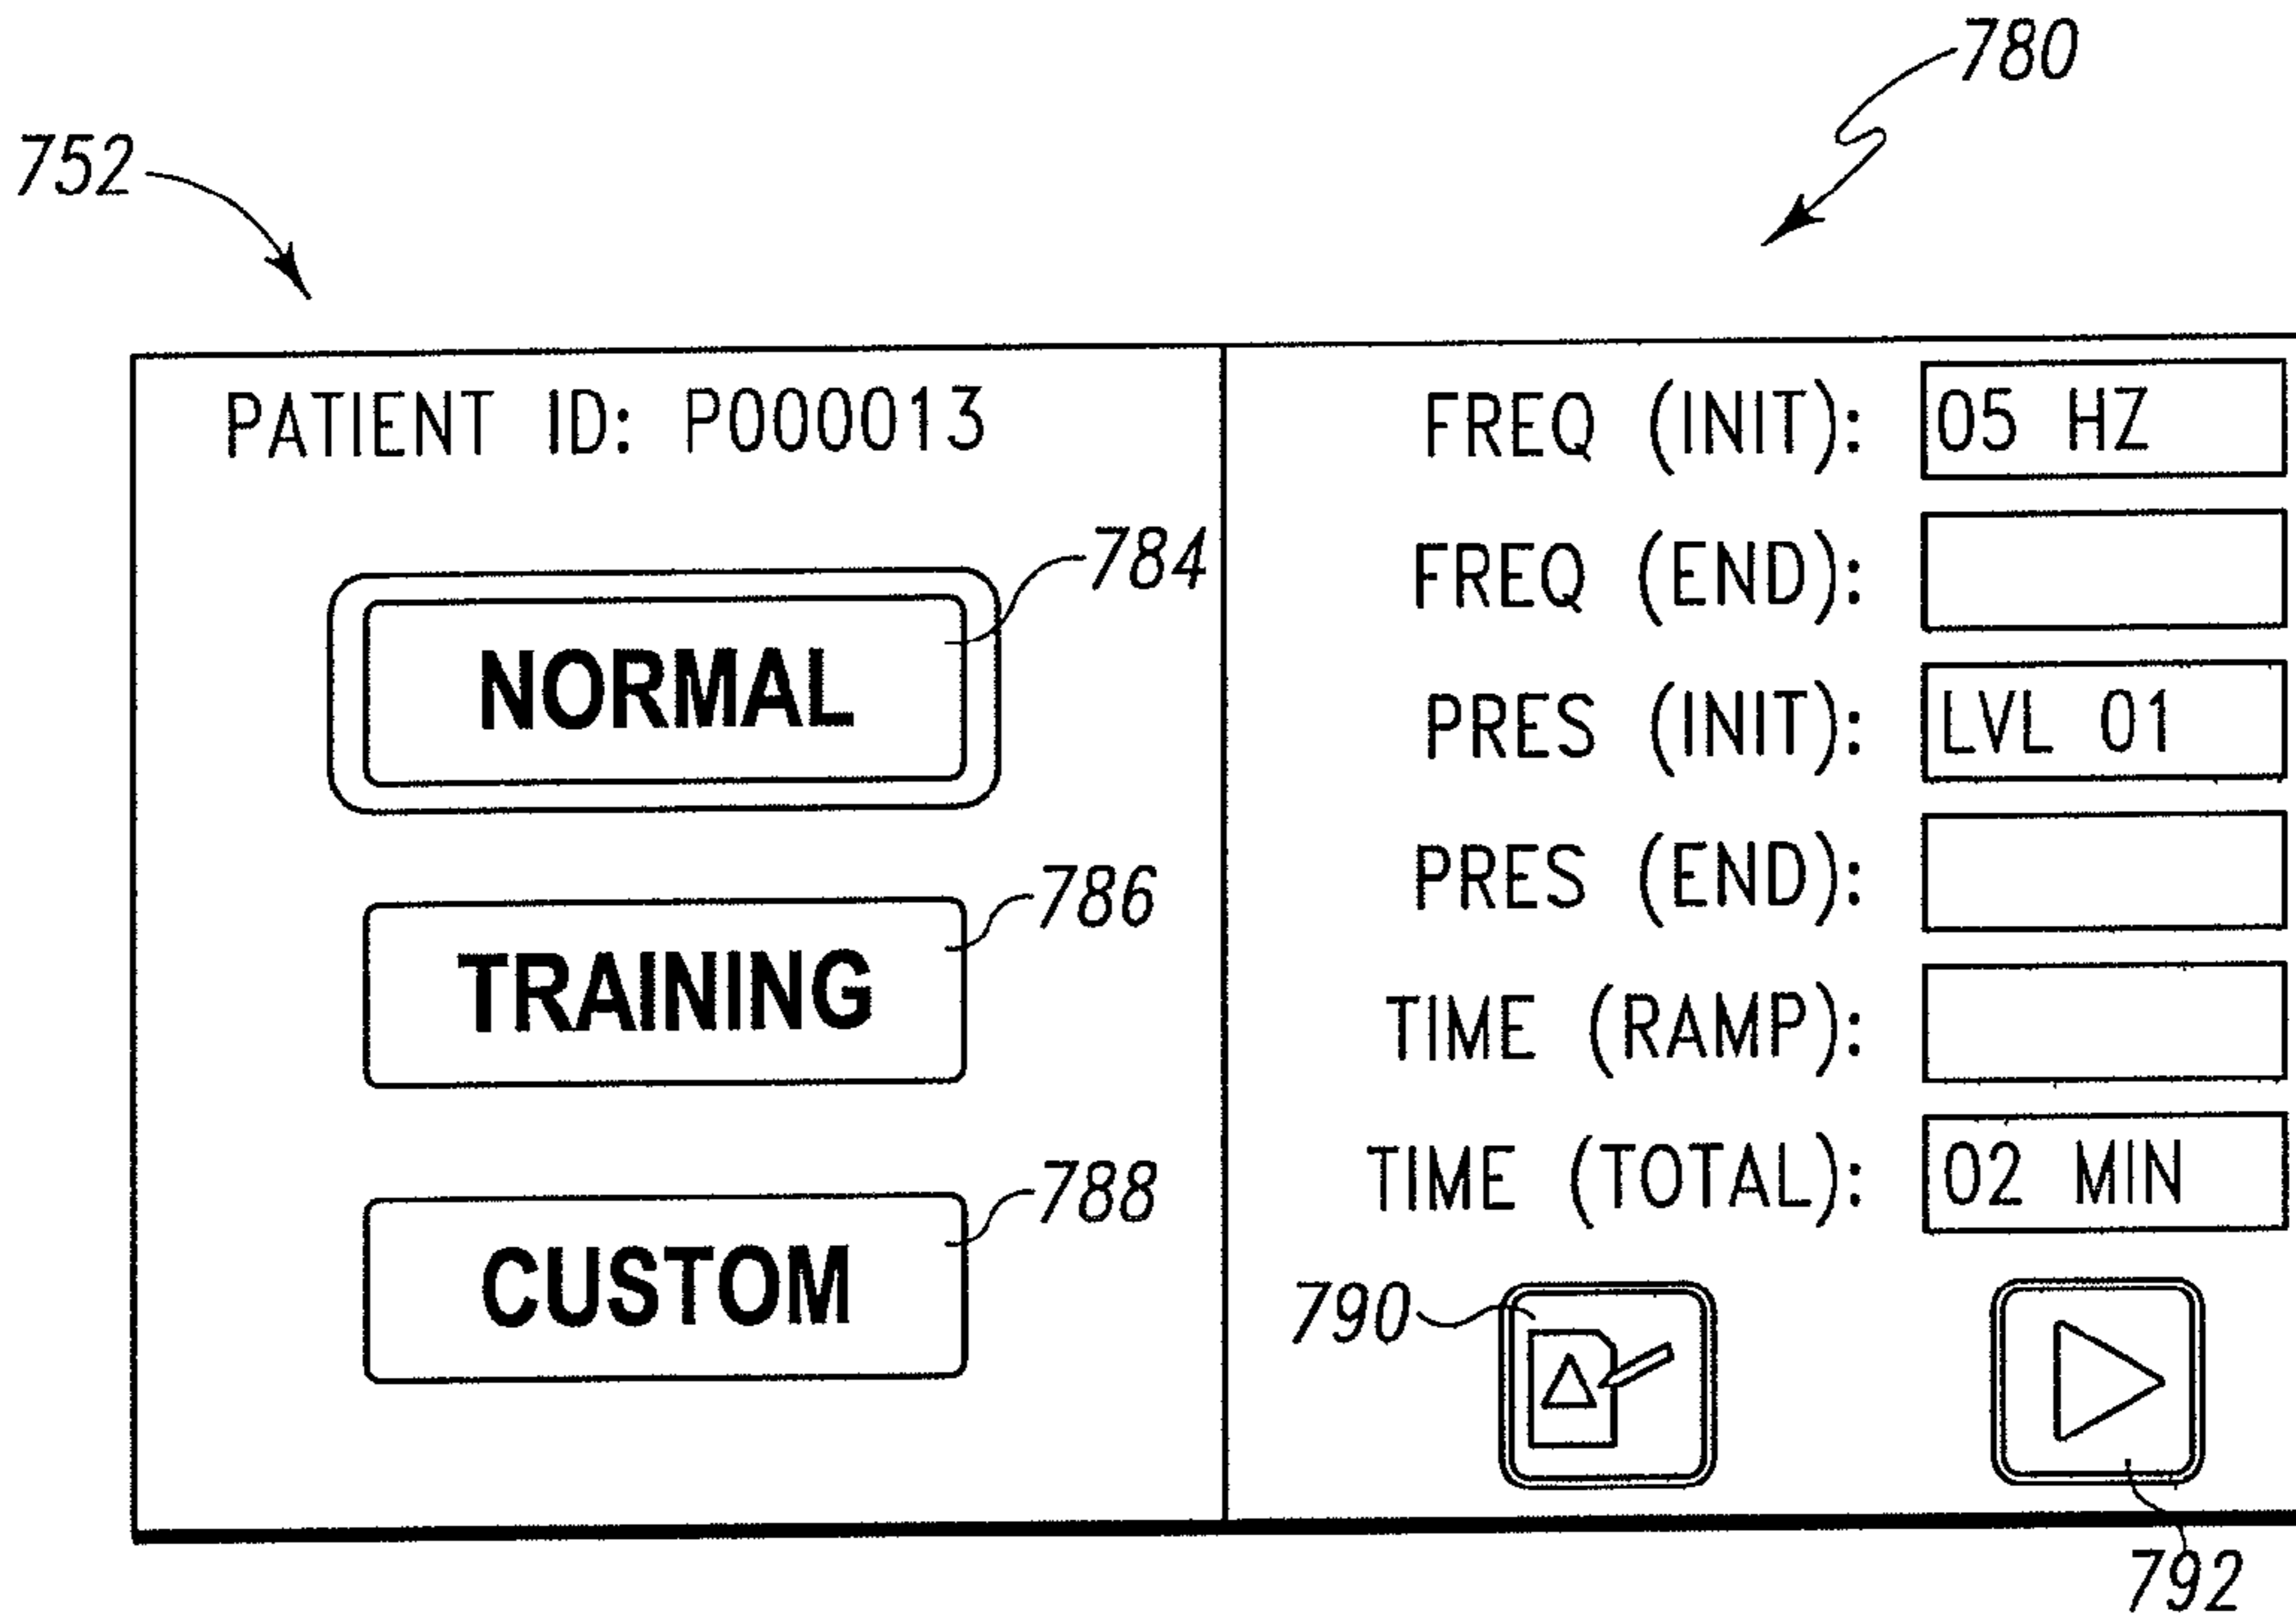 780
752
PATIENT ID: P000013
784
NORMAL
786
TRAINING
788
CUSTOM
FREQ (INIT): 05 HZ
FREQ (END):
PRES (INIT): LVL 01
PRES (END):
TIME (RAMP):
TIME (TOTAL): 02 MIN
790
792